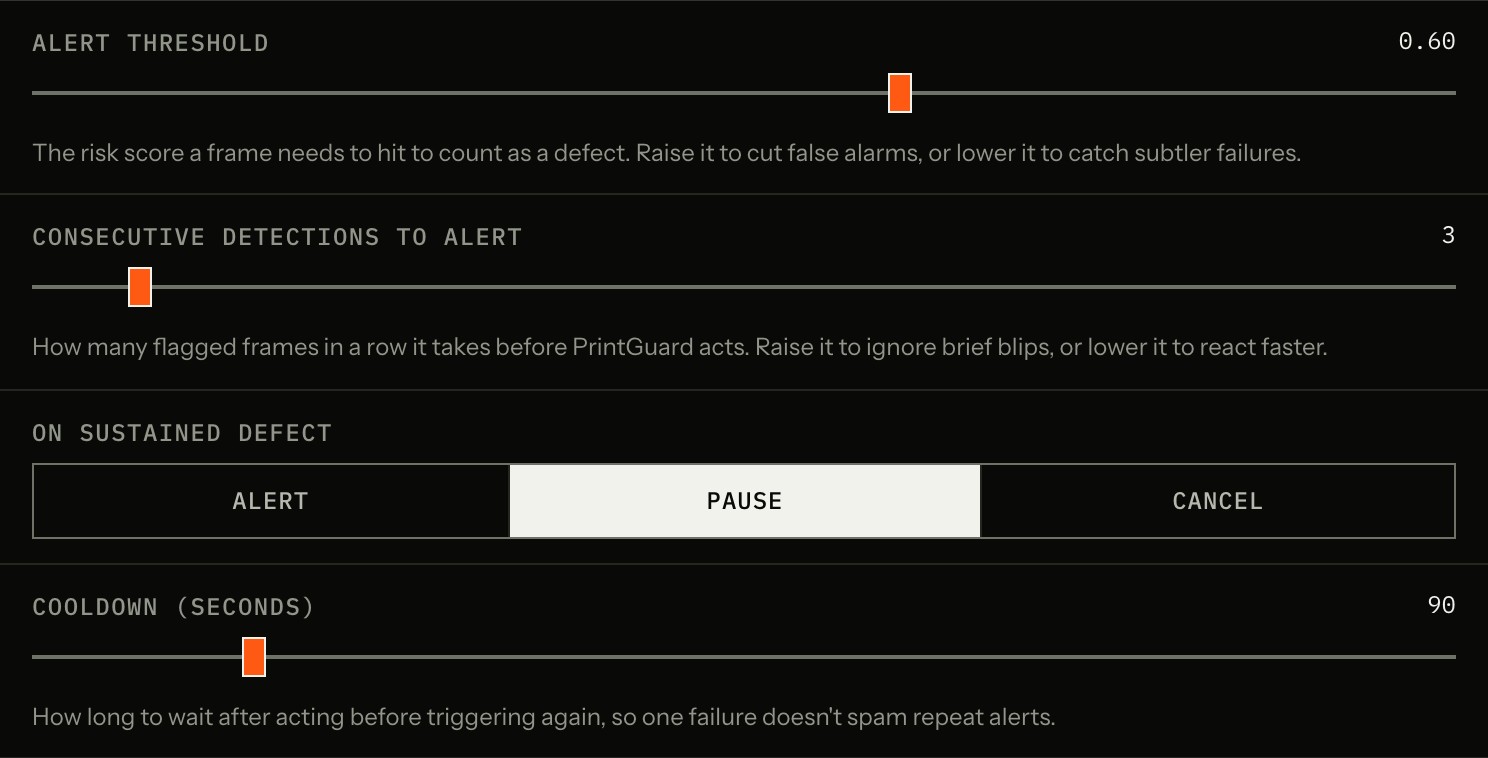 ALERT THRESHOLD
0.60
The risk score a frame needs to hit to count as a defect. Raise it to cut false alarms, or lower it to catch subtler failures.
CONSECUTIVE DETECTIONS TO ALERT
3
How many flagged frames in a row it takes before PrintGuard acts. Raise it to ignore brief blips, or lower it to react faster.
ON SUSTAINED DEFECT
ALERT
PAUSE
CANCEL
COOLDOWN (SECONDS)
90
How long to wait after acting before triggering again, so one failure doesn't spam repeat alerts.